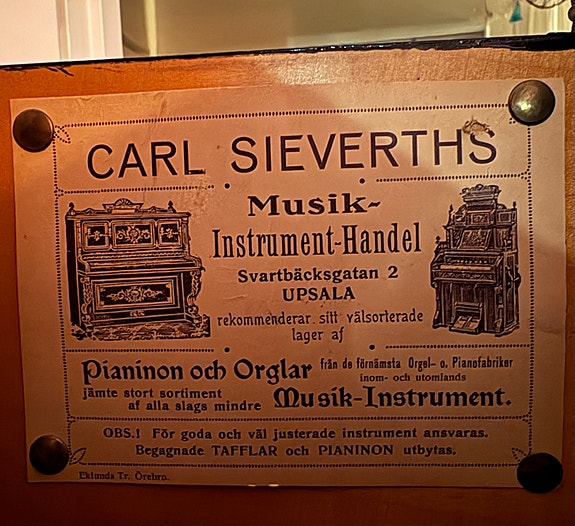 CARL SIEVERTHS
Musik-
Instrument-Handel
Svartbäcksgatan 2
UPSALA
rekommenderar sitt välsorterade
lager af
Pianinon och Orglar från de förnämsta Orgel- o. Pianofabriker
inom- och utomlands
jämte stort sortiment
af alla slags mindre Musik-Instrument.
OBS.! För goda och väl justerade instrument ansvaras.
Begagnade TAFFLAR och PIANINON utbytas.
Eklunds Tr. Örebro.